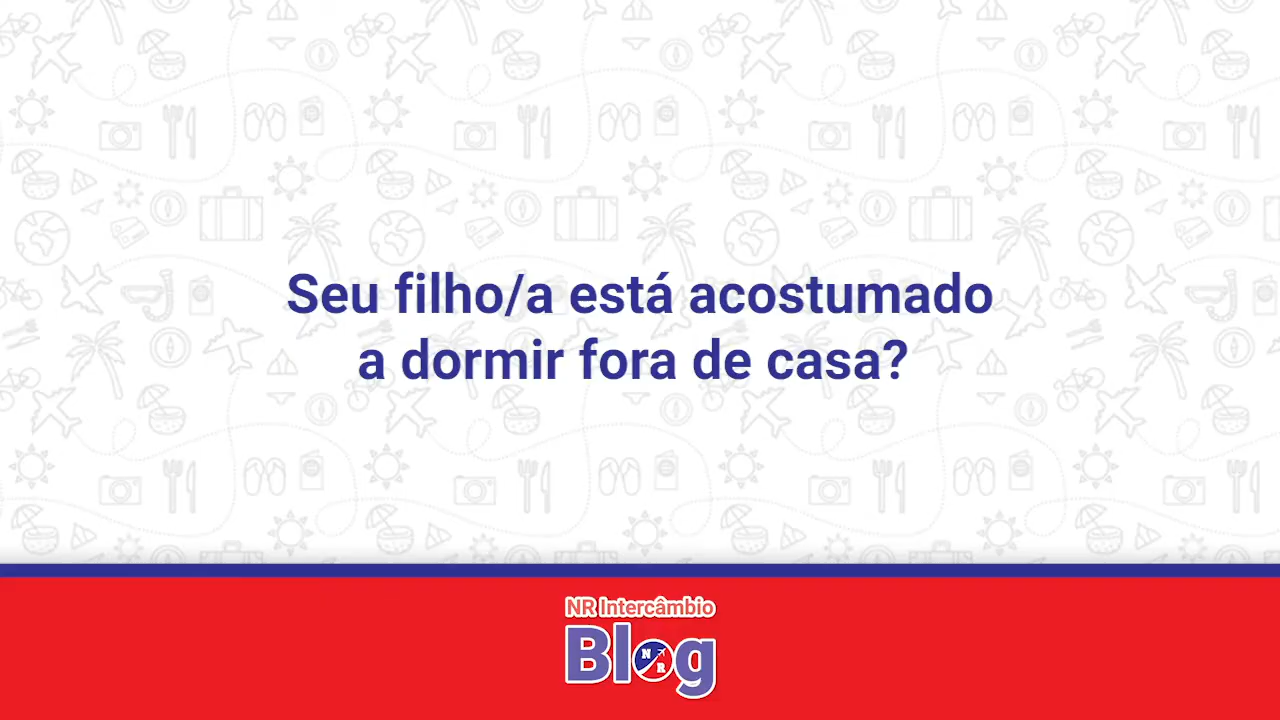 Seu filho/a está acostumado
a dormir fora de casa?
NR Intercâmbio
Blog
N
R